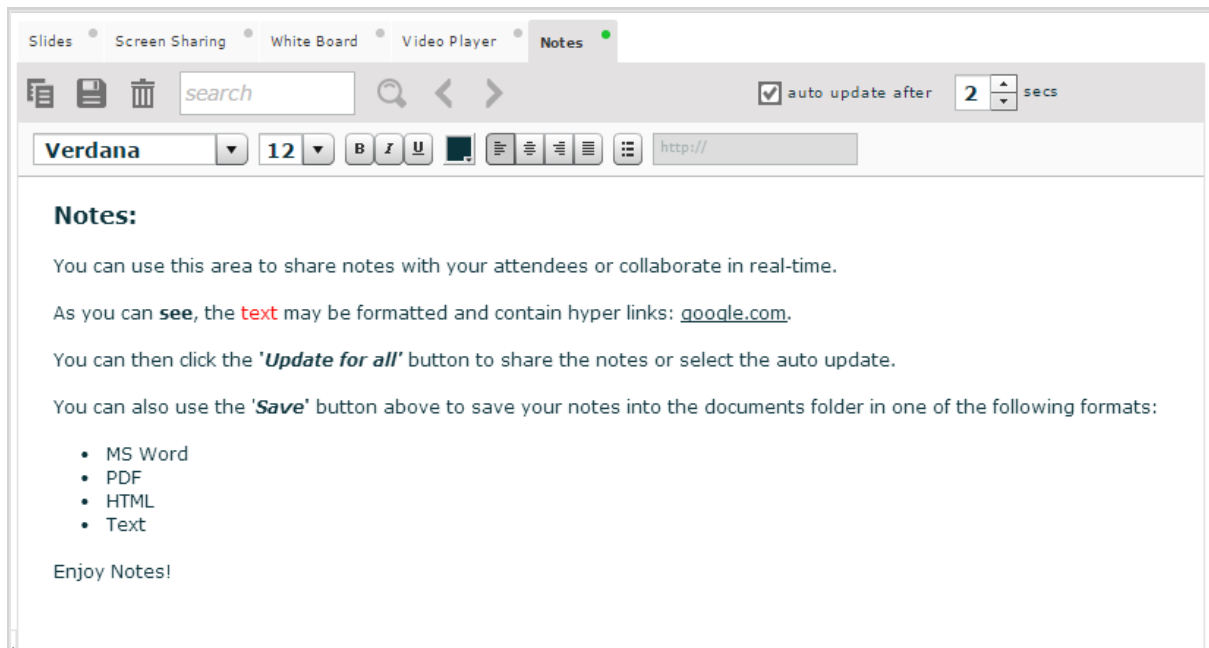 Slides Screen Sharing White Board Video Player Notes
search auto update after 2 secs
Verdana 12 B I U http://
Notes:
You can use this area to share notes with your attendees or collaborate in real-time.
As you can see, the text may be formatted and contain hyper links: google.com.
You can then click the 'Update for all' button to share the notes or select the auto update.
You can also use the 'Save' button above to save your notes into the documents folder in one of the following formats:
• MS Word
• PDF
• HTML
• Text
Enjoy Notes!